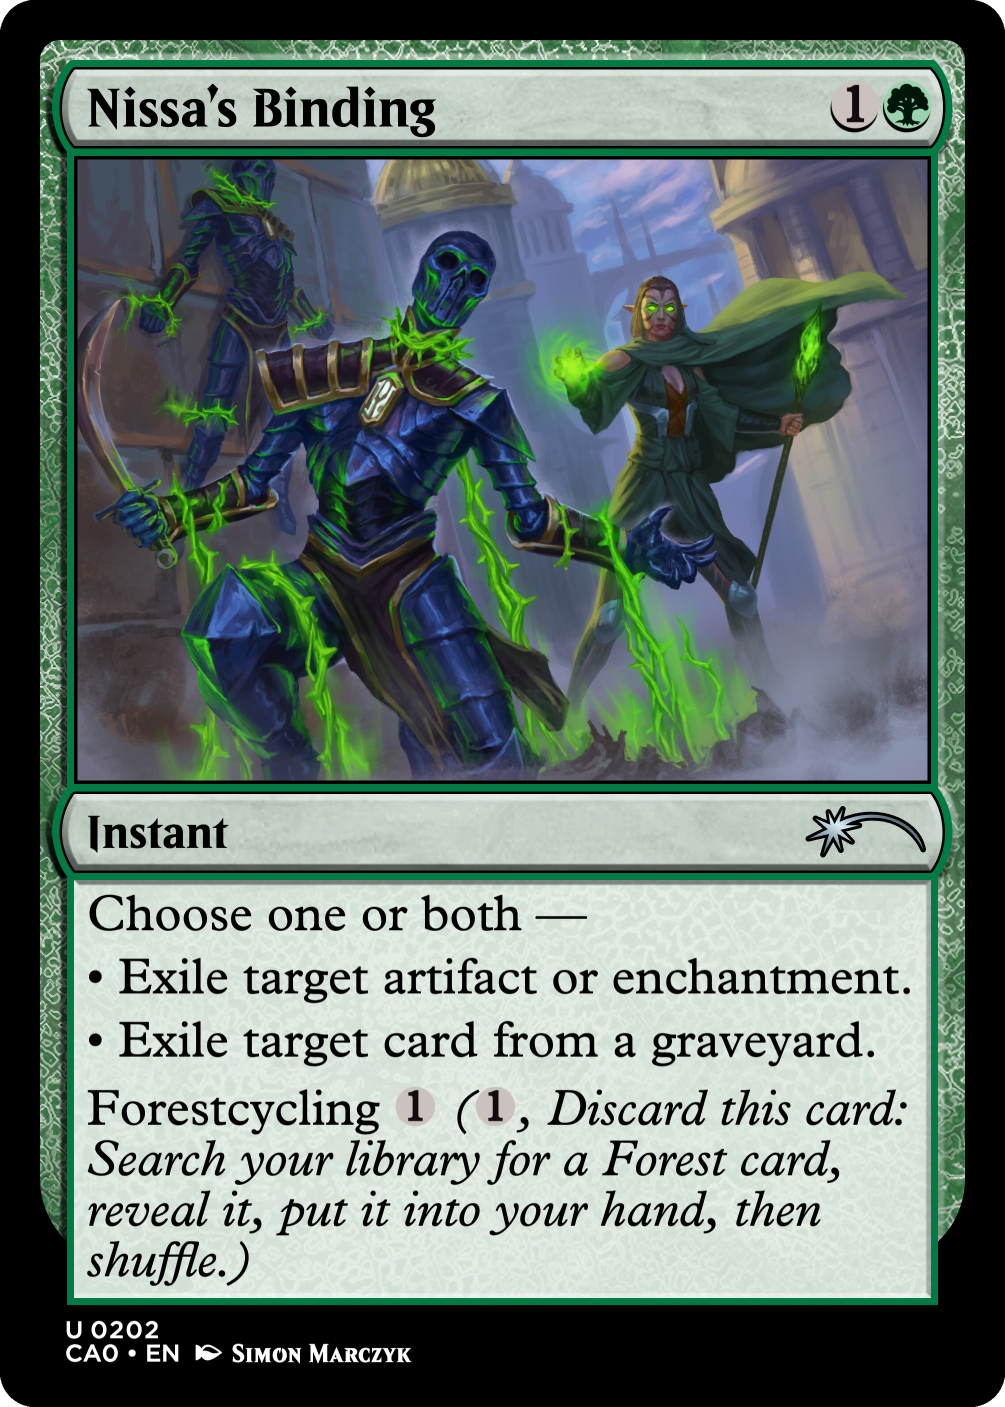 Nissa's Binding 1
Instant
Choose one or both —
• Exile target artifact or enchantment.
• Exile target card from a graveyard.
Forestcycling 1 (1, Discard this card:
Search your library for a Forest card,
reveal it, put it into your hand, then
shuffle.)
U 0202
CAO • EN Simon Marczyk